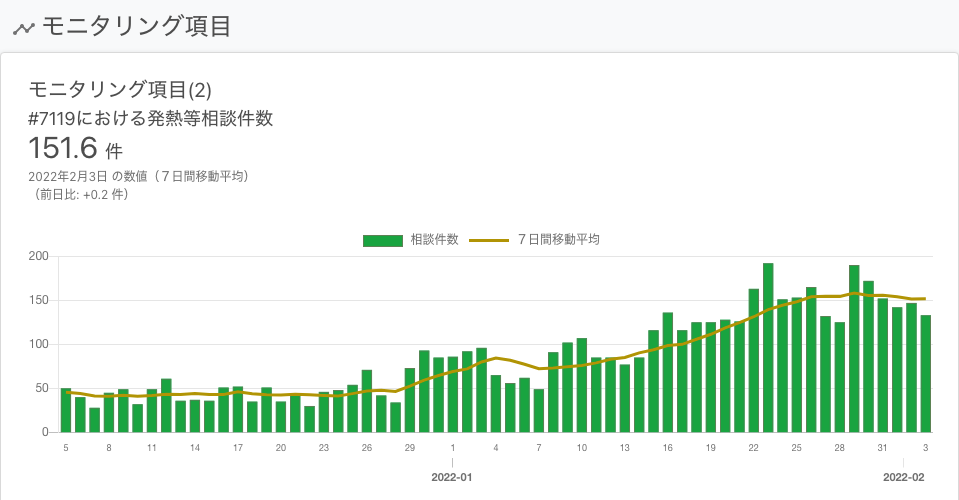 モニタリング項目
モニタリング項目(2)
#7119における発熱等相談件数
151.6 件
2022年2月3日 の数値（７日間移動平均）
（前日比: +0.2 件）
相談件数 ７日間移動平均
200
150
100
50
0
5 8 11 14 17 20 23 26 29 1 4 7 10 13 16 19 22 25 28 31 3
2022-01 2022-02